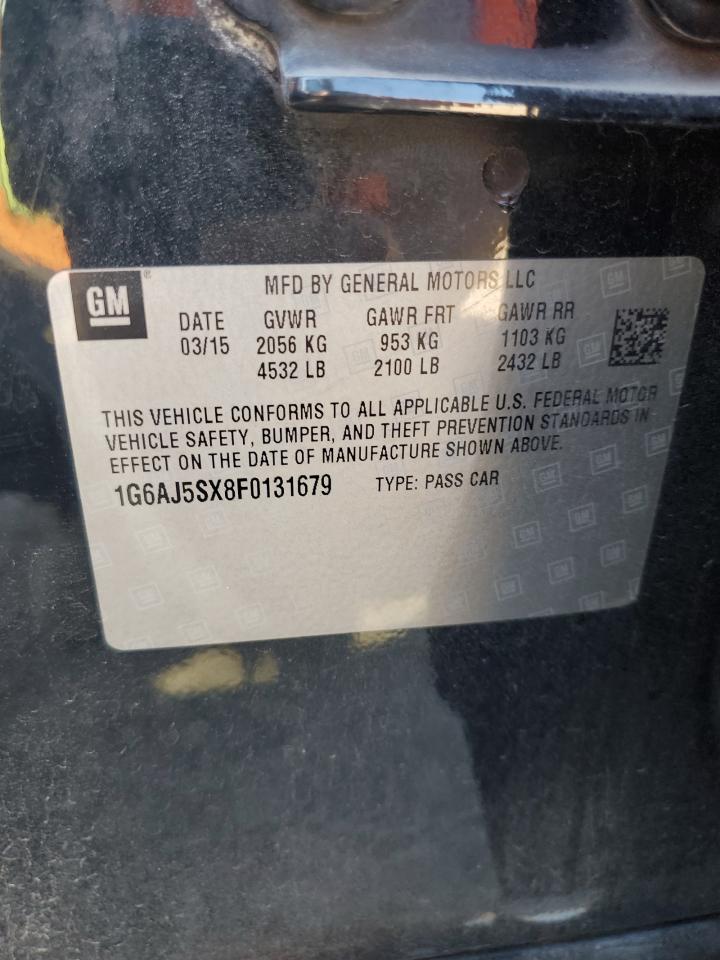 GM®
MFD BY GENERAL MOTORS LLC
DATE GVWR GAWR FRT GAWR RR
03/15 2056 KG 953 KG 1103 KG
4532 LB 2100 LB 2432 LB
THIS VEHICLE CONFORMS TO ALL APPLICABLE U.S. FEDERAL MOTOR
VEHICLE SAFETY, BUMPER, AND THEFT PREVENTION STANDARDS IN
EFFECT ON THE DATE OF MANUFACTURE SHOWN ABOVE.
1G6AJ5SX8F0131679 TYPE: PASS CAR